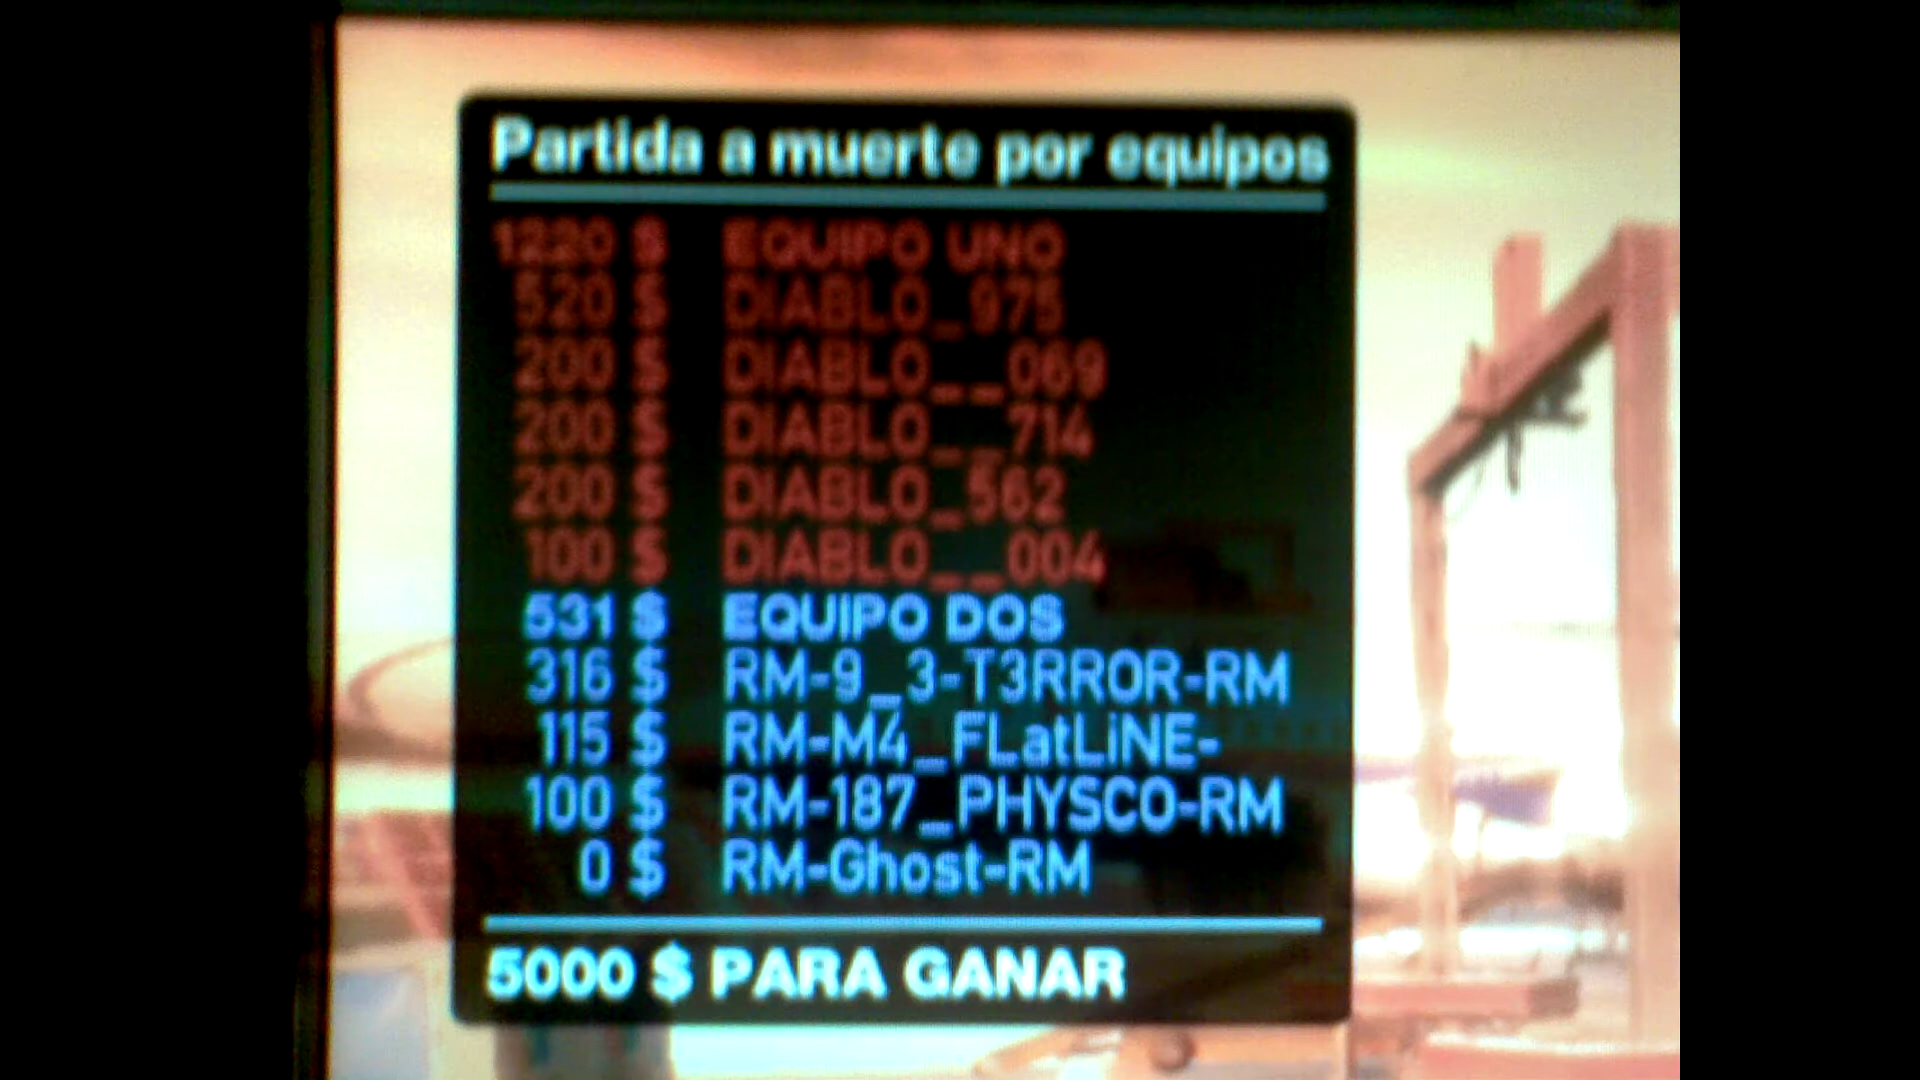 Partida a muerte por equipos
1220 $ EQUIPO UNO
520 $ DIABLO_975
200 $ DIABLO__069
200 $ DIABLO__714
200 $ DIABLO_562
100 $ DIABLO__004
531 $ EQUIPO DOS
316 $ RM-9_3-T3RROR-RM
115 $ RM-M4_FLatLiNE-
100 $ RM-187_PHYSCO-RM
0 $ RM-Ghost-RM
5000 $ PARA GANAR